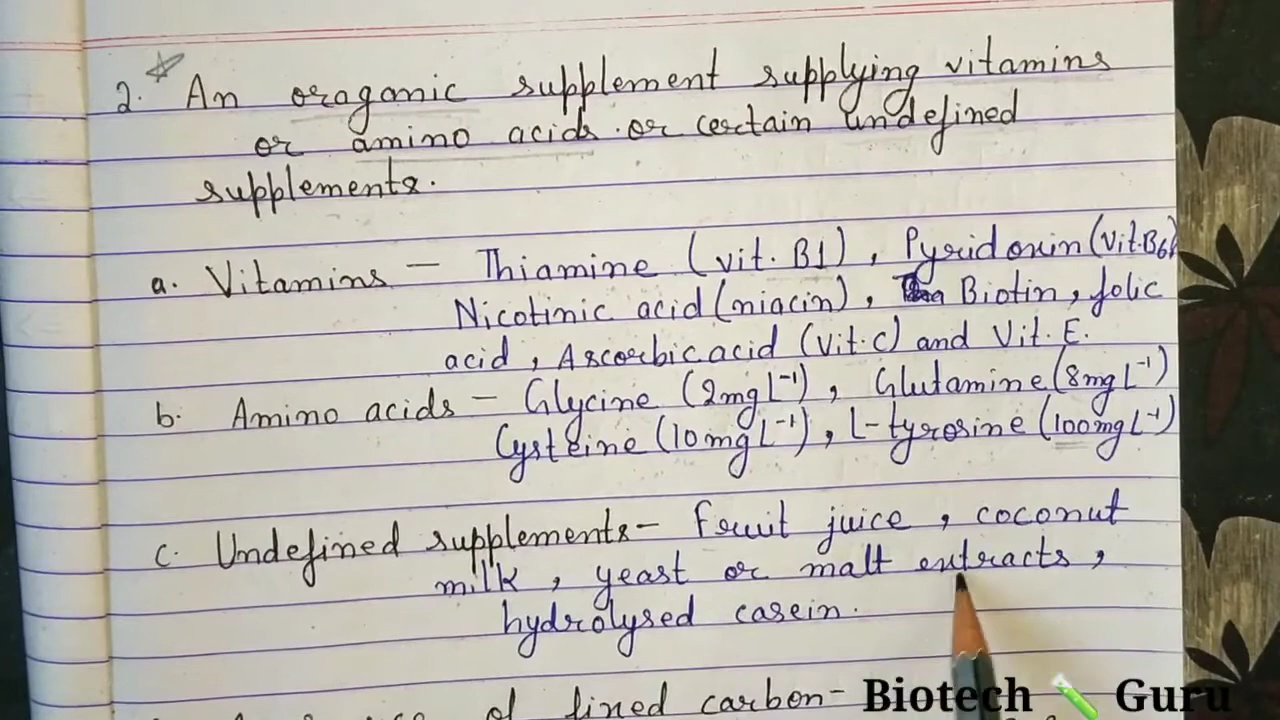 2. An organic supplement supplying vitamins
or amino acids or certain undefined
supplements.
a. Vitamins – Thiamine (vit. B1), Pyridoxin (Vit.B6)
Nicotinic acid (niacin), Biotin, folic
acid, Ascorbic acid (Vit.C) and Vit. E.
b. Amino acids – Glycine (2mg L⁻¹), Glutamine (8mg L⁻¹)
Cysteine (10mg L⁻¹), L-tyrosine (100mg L⁻¹)
c. Undefined supplements – Fruit juice, coconut
milk, yeast or malt extracts,
hydrolysed casein.
of fixed carbon-
Biotech Guru